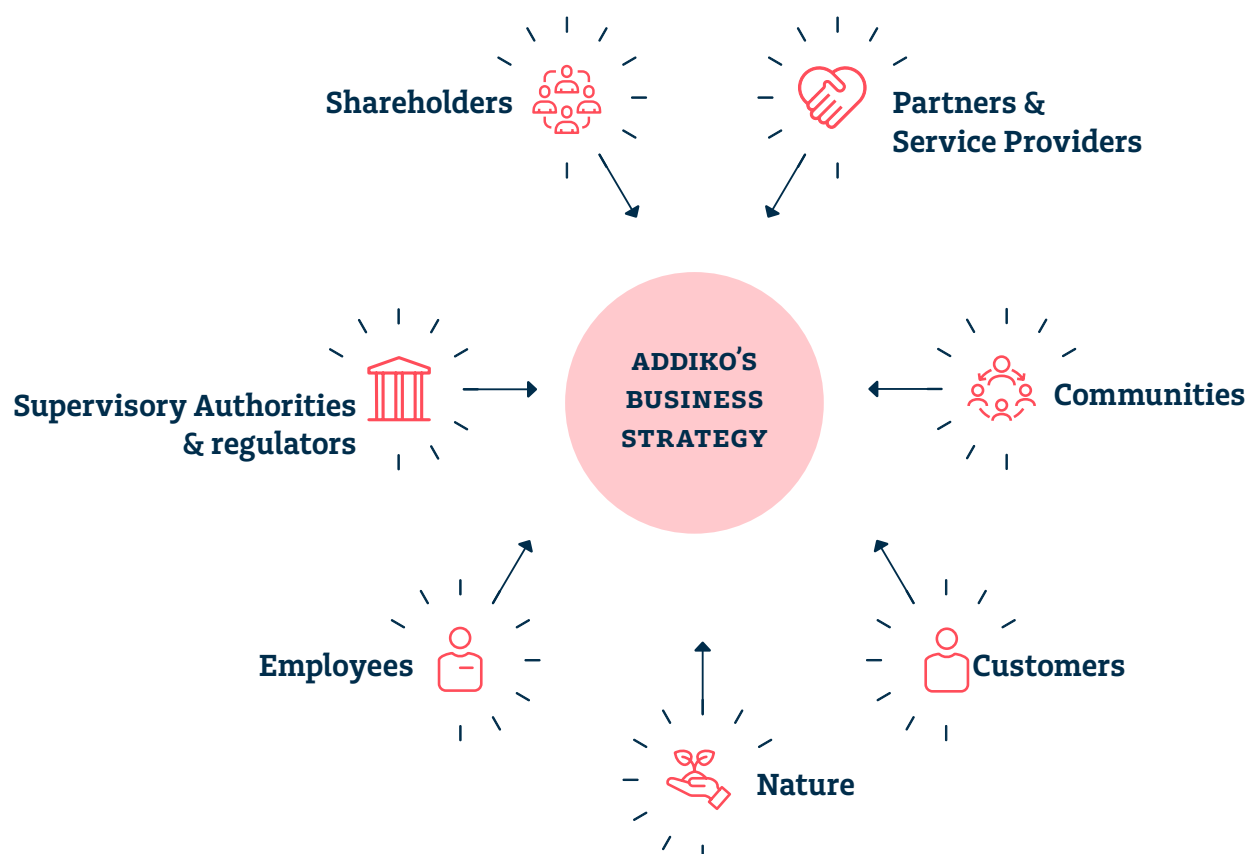 Shareholders
Partners &
Service Providers
ADDIKO’S
BUSINESS
STRATEGY
Supervisory Authorities
& regulators
Communities
Employees
Customers
Nature